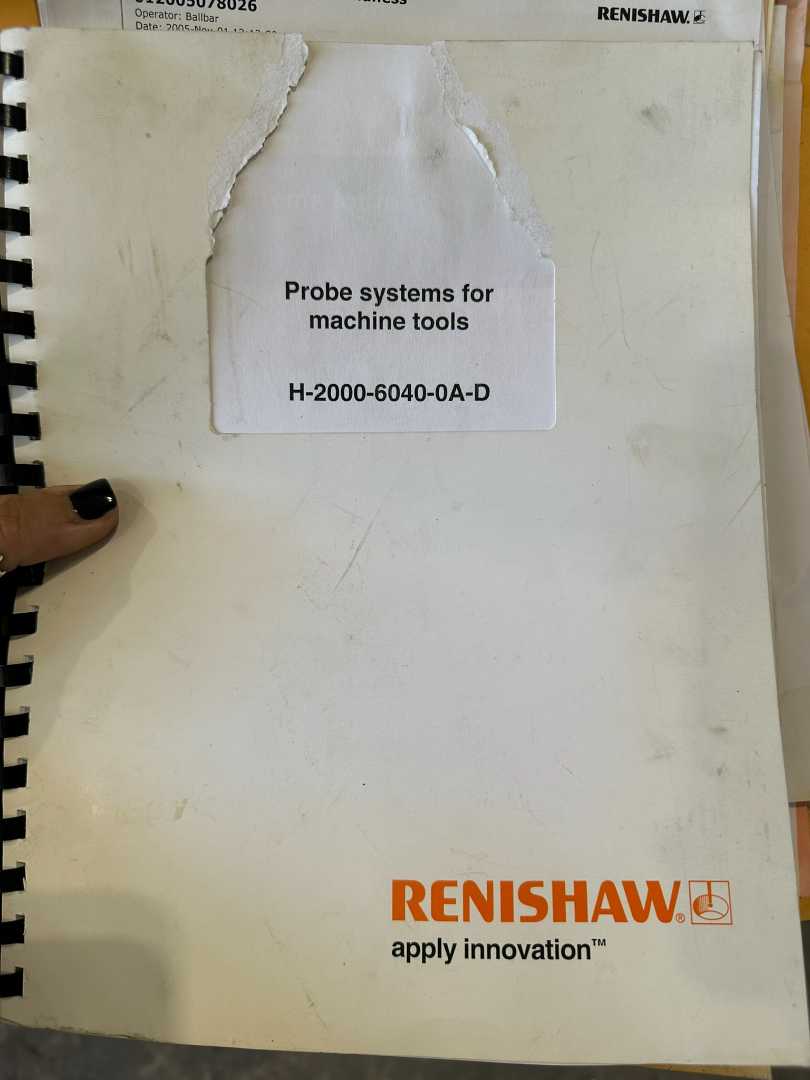 Operator: Ballbar
RENISHAW.
Probe systems for
machine tools
H-2000-6040-0A-D
RENISHAW®
apply innovation™